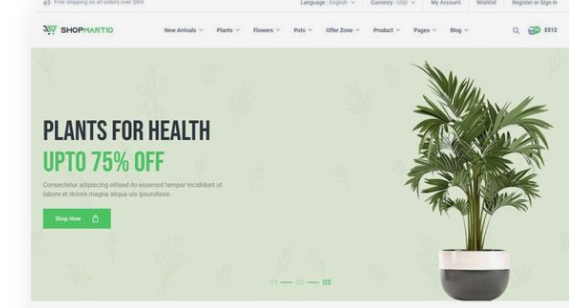 Free shipping on all orders over $99!
Language : English
Currency : USD
My Account
Wishlist
Register or Sign in
SHOPMARTIO
New Arrivals
Plants
Flowers
Pots
Offer Zone
Product
Pages
Blog
$512
PLANTS FOR HEALTH
UPTO 75% OFF
Consectetur adipiscing elitsed do eiusmod tempor incididunt ut
labore et dolore magna aliqua uis ipsundisse.
Shop Now
01 02 03